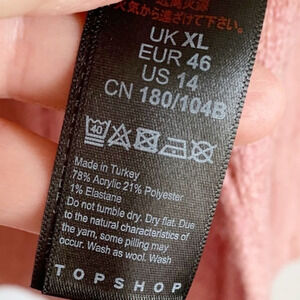 人気から遠ざけて下さい
UK XL
EUR 46
US 14
CN 180/104B
40
Made in Turkey
78% Acrylic 21% Polyester
1% Elastane
Do not tumble dry. Dry flat. Due
to the natural characteristics of
the yarn, some pilling may
occur. Wash as wool. Wash
TOPSHOP